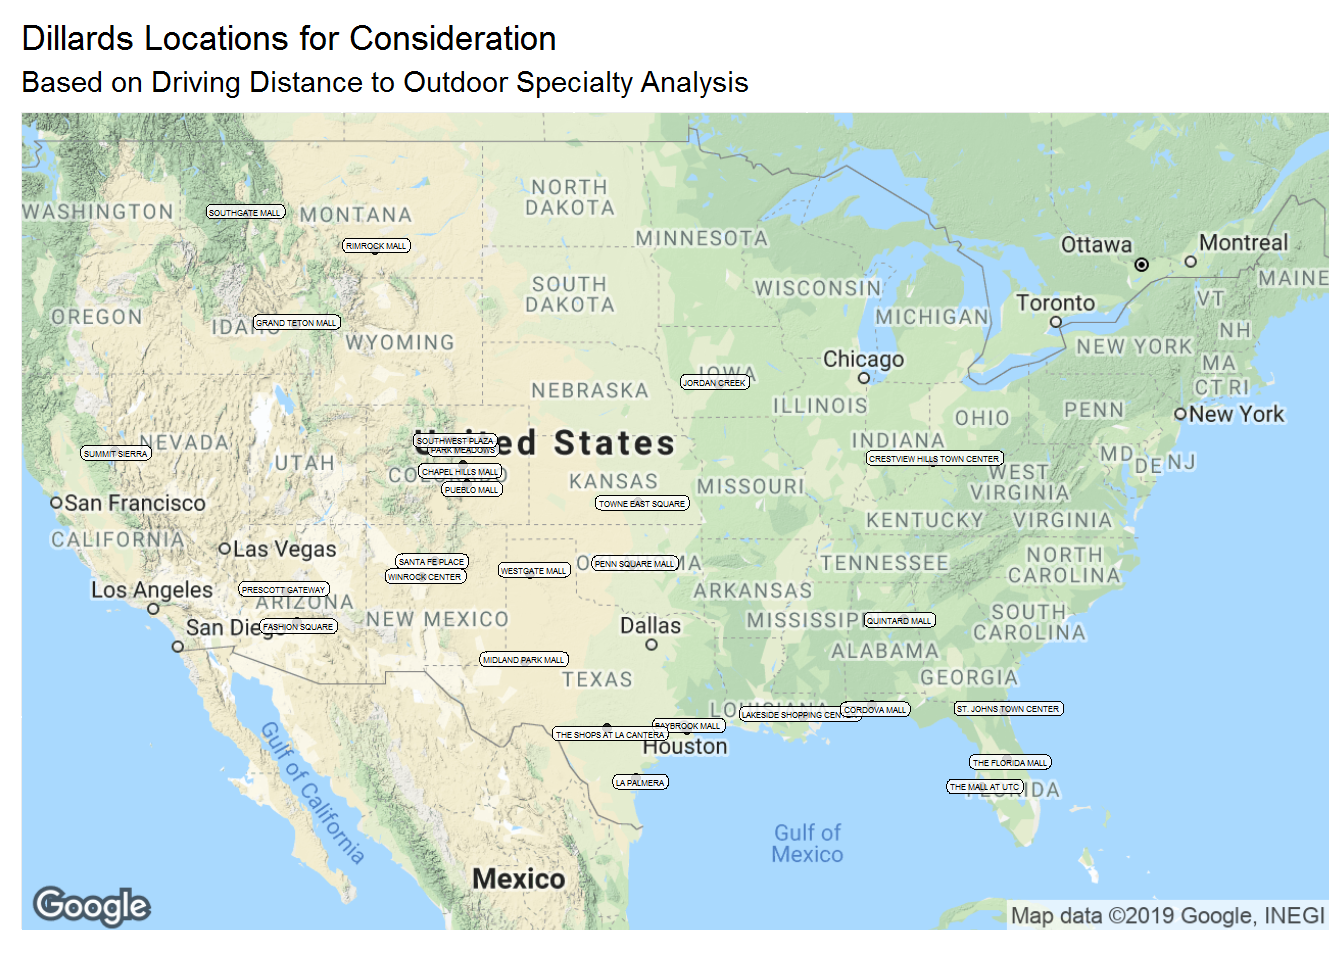 Dillards Locations for Consideration
Based on Driving Distance to Outdoor Specialty Analysis
NORTH
DAKOTA
WASHINGTON
SOUTHGATE MALL
MONTANA
MINNESOTA
RIMROCK MALL
Ottawa
Montreal
MAINE
SOUTH
DAKOTA
WISCONSIN
VT
Toronto
OREGON
IDAHO
GRAND TETON MALL
MICHIGAN
NH
WYOMING
NEW YORK
MA
Chicago
IOWA
JORDAN CREEK
CT RI
NEBRASKA
ILLINOIS
OHIO
PENN
New York
NEVADA
SUMMIT SIERRA
SOUTHWEST PLAZA
PARK MEADOWS
United States
INDIANA
CRESTVIEW HILLS TOWN CENTER
MD
DE
NJ
UTAH
COLORADO
CHAPEL HILLS MALL
PUEBLO MALL
KANSAS
MISSOURI
WEST
VIRGINIA
San Francisco
TOWNE EAST SQUARE
KENTUCKY
VIRGINIA
CALIFORNIA
Las Vegas
SANTA FE PLACE
WINROCK CENTER
WESTGATE MALL
OKLAHOMA
PENN SQUARE MALL
TENNESSEE
NORTH
CAROLINA
Los Angeles
PRESCOTT GATEWAY
ARIZONA
ARKANSAS
NEW MEXICO
San Diego
FASHION SQUARE
Dallas
MISSISSIPPI
QUINTARD MALL
SOUTH
CAROLINA
ALABAMA
MIDLAND PARK MALL
TEXAS
GEORGIA
LOUISIANA
LAKESIDE SHOPPING CENTER
CORDOVA MALL
ST. JOHNS TOWN CENTER
BAYBROOK MALL
THE SHOPS AT LA CANTERA
Houston
THE FLORIDA MALL
LA PALMERA
THE MALL AT UTC
FLORIDA
Gulf of California
Gulf of
Mexico
Mexico
Google
Map data ©2019 Google, INEGI